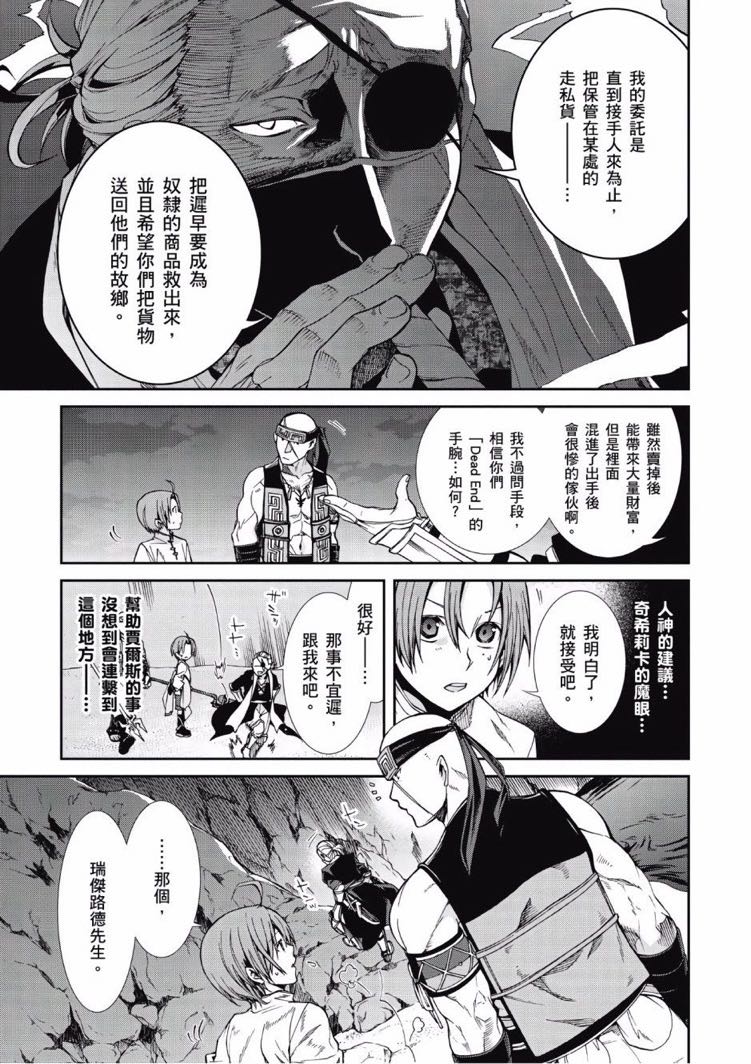 我的委託是
直到接手人來為止，
把保管在某處的
走私貨——…
把遲早要成為
奴隸的商品救出來，
並且希望你們把貨物
送回他們的故鄉。
雖然賣掉後
能帶來大量財富，
但是裡面
混進了出手後
會很慘的傢伙啊。
我不過問手段，
相信你們
「Dead End」的
手腕…如何？
人神的建議…
奇希莉卡的魔眼…
我明白了，
就接受吧。
很好——…
那事不宜遲，
跟我來吧。
幫助賈爾斯的事
沒想到會連繫到
這個地方——…
……那個，
瑞傑路德先生。